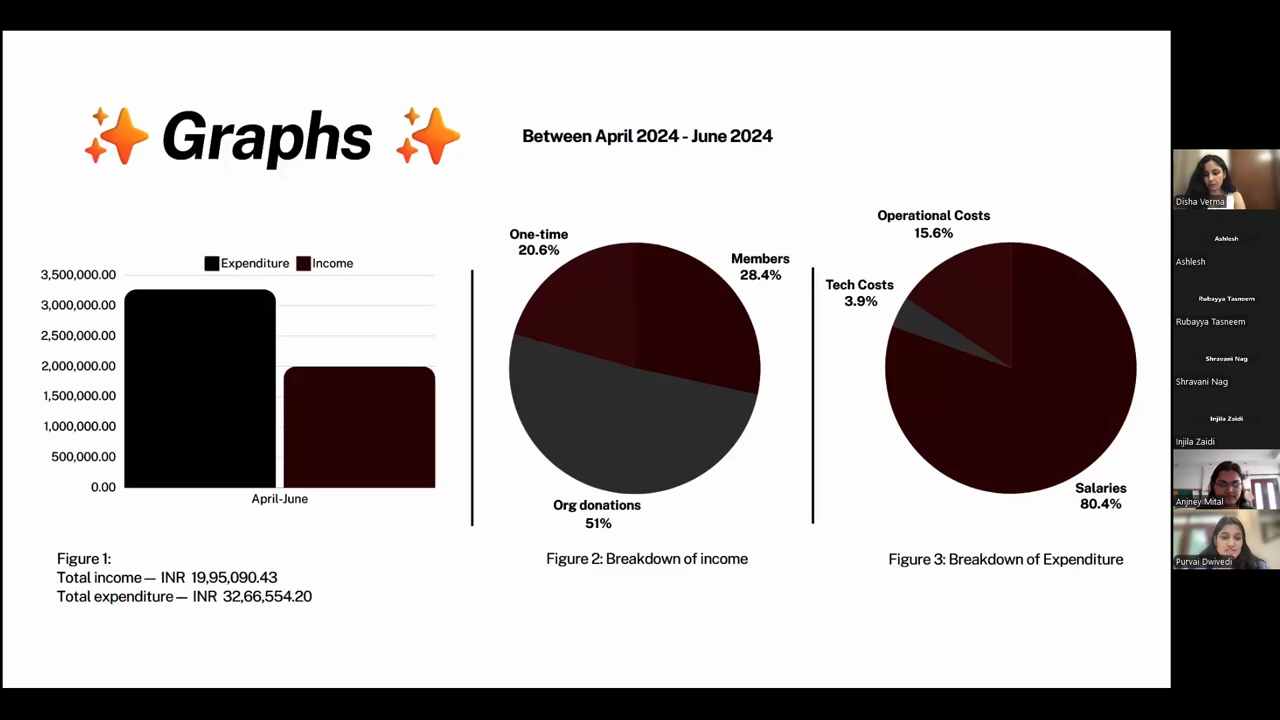 Graphs
Between April 2024 - June 2024
Expenditure Income
3,500,000.00
3,000,000.00
2,500,000.00
2,000,000.00
1,500,000.00
1,000,000.00
500,000.00
0.00
April-June
Figure 1:
Total income — INR 19,95,090.43
Total expenditure — INR 32,66,554.20
One-time
20.6%
Members
28.4%
Org donations
51%
Figure 2: Breakdown of income
Operational Costs
15.6%
Tech Costs
3.9%
Salaries
80.4%
Figure 3: Breakdown of Expenditure
Disha Verma
Ashlesh
Ashlesh
Rubayya Tasneem
Rubayya Tasneem
Shravani Nag
Shravani Nag
Injila Zaidi
Injila Zaidi
Anjney Mital
Purvai Dwivedi